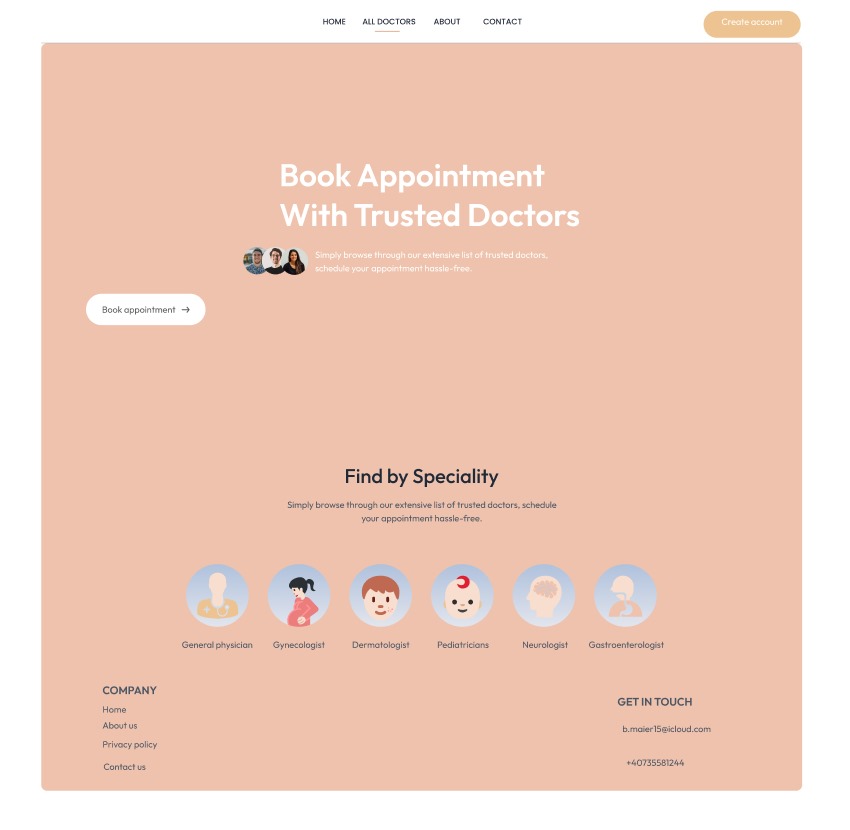 HOME ALL DOCTORS ABOUT CONTACT Create account
Book Appointment
With Trusted Doctors
Simply browse through our extensive list of trusted doctors,
schedule your appointment hassle-free.
Book appointment →
Find by Speciality
Simply browse through our extensive list of trusted doctors, schedule
your appointment hassle-free.
General physician Gynecologist Dermatologist Pediatricians Neurologist Gastroenterologist
COMPANY
Home
About us
Privacy policy
Contact us
GET IN TOUCH
b.maier15@icloud.com
+40735581244